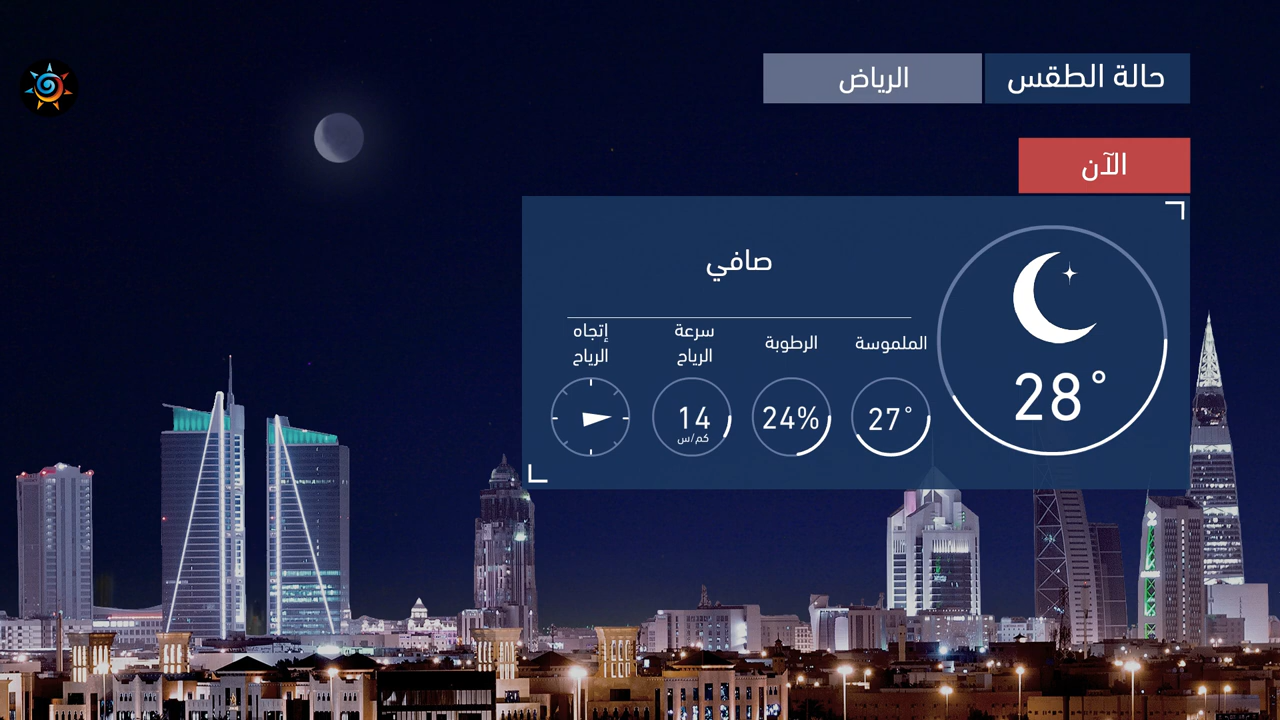 حالة الطقس
الرياض
الآن
صافي
28°
الملموسة
27°
الرطوبة
24%
سرعة
الرياح
14
كم/س
إتجاه
الرياح